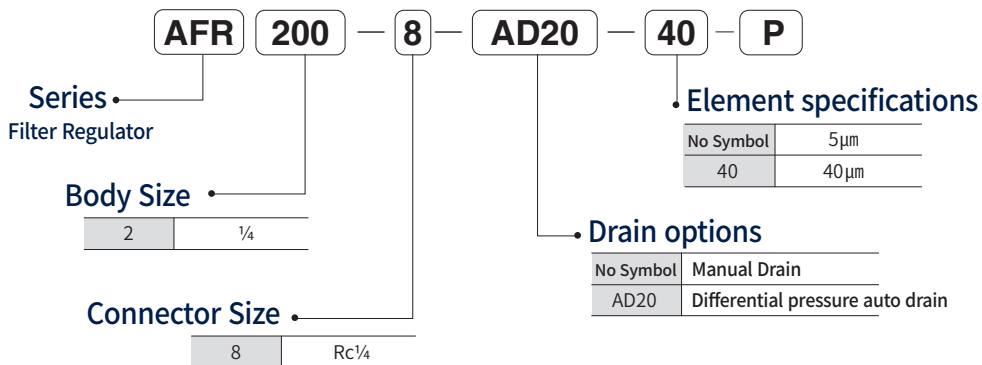 AFR 200 — 8 — AD20 — 40 – P
Series
Filter Regulator
Element specifications
No Symbol 5㎛
40 40㎛
Body Size
2 ¼
Drain options
No Symbol Manual Drain
AD20 Differential pressure auto drain
Connector Size
8 Rc¼